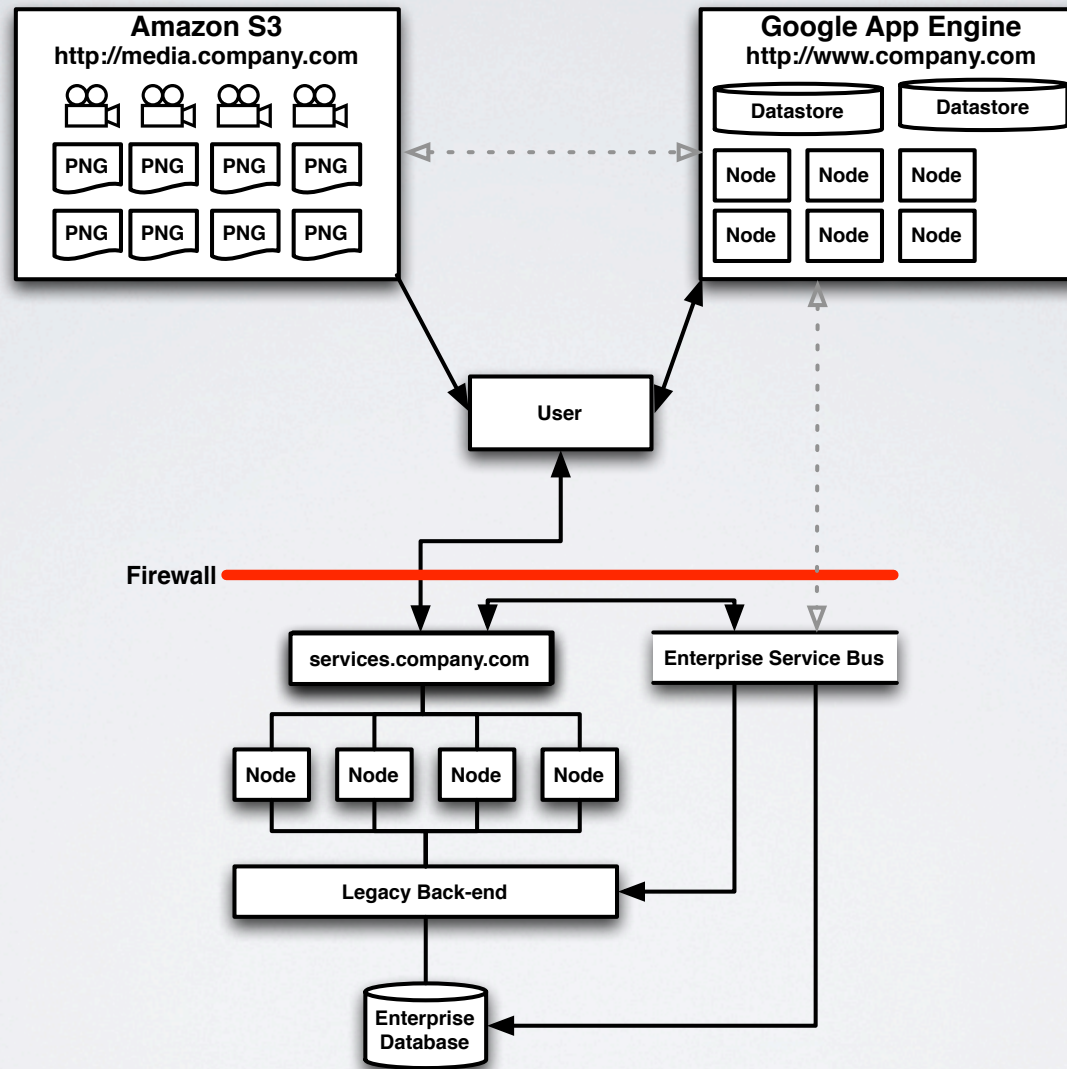 Amazon S3
http://media.company.com
PNG PNG PNG PNG
PNG PNG PNG PNG
Google App Engine
http://www.company.com
Datastore Datastore
Node Node Node
Node Node Node
User
Firewall
services.company.com
Enterprise Service Bus
Node Node Node Node
Legacy Back-end
Enterprise
Database